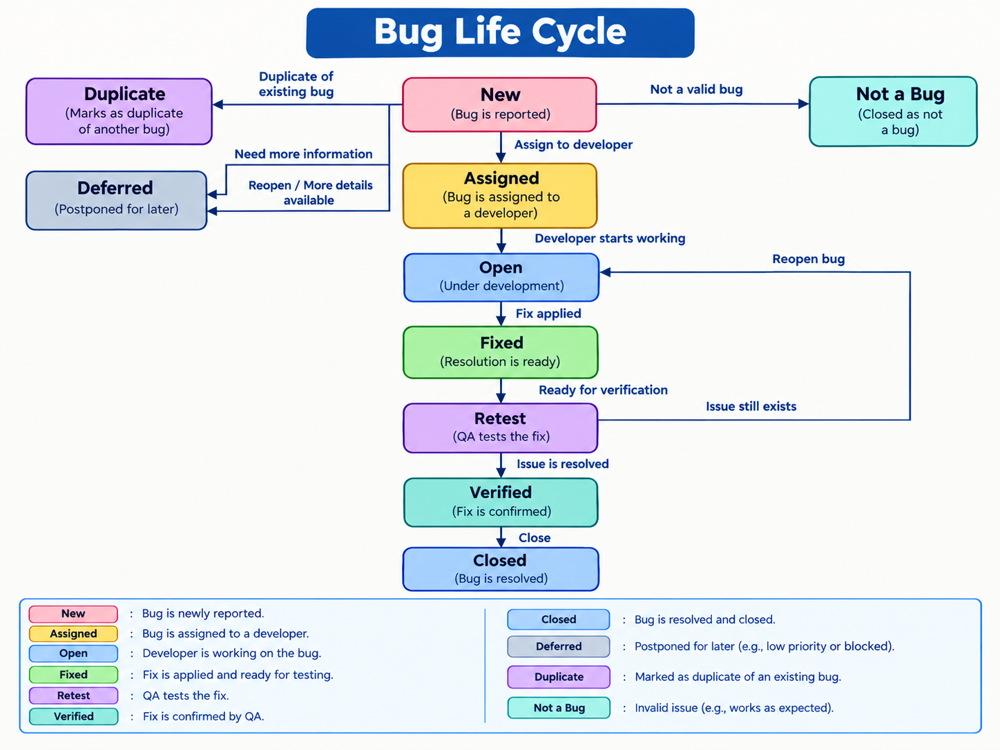 Bug Life Cycle
Duplicate of
existing bug
Duplicate
(Marks as duplicate
of another bug)
New
(Bug is reported)
Not a valid bug
Not a Bug
(Closed as not
a bug)
Assign to developer
Need more information
Deferred
(Postponed for later)
Reopen / More details
available
Assigned
(Bug is assigned to
a developer)
Developer starts working
Open
(Under development)
Reopen bug
Fix applied
Fixed
(Resolution is ready)
Ready for verification
Issue still exists
Retest
(QA tests the fix)
Issue is resolved
Verified
(Fix is confirmed)
Close
Closed
(Bug is resolved)
New : Bug is newly reported.
Assigned : Bug is assigned to a developer.
Open : Developer is working on the bug.
Fixed : Fix is applied and ready for testing.
Retest : QA tests the fix.
Verified : Fix is confirmed by QA.
Closed : Bug is resolved and closed.
Deferred : Postponed for later (e.g., low priority or blocked).
Duplicate : Marked as duplicate of an existing bug.
Not a Bug : Invalid issue (e.g., works as expected).